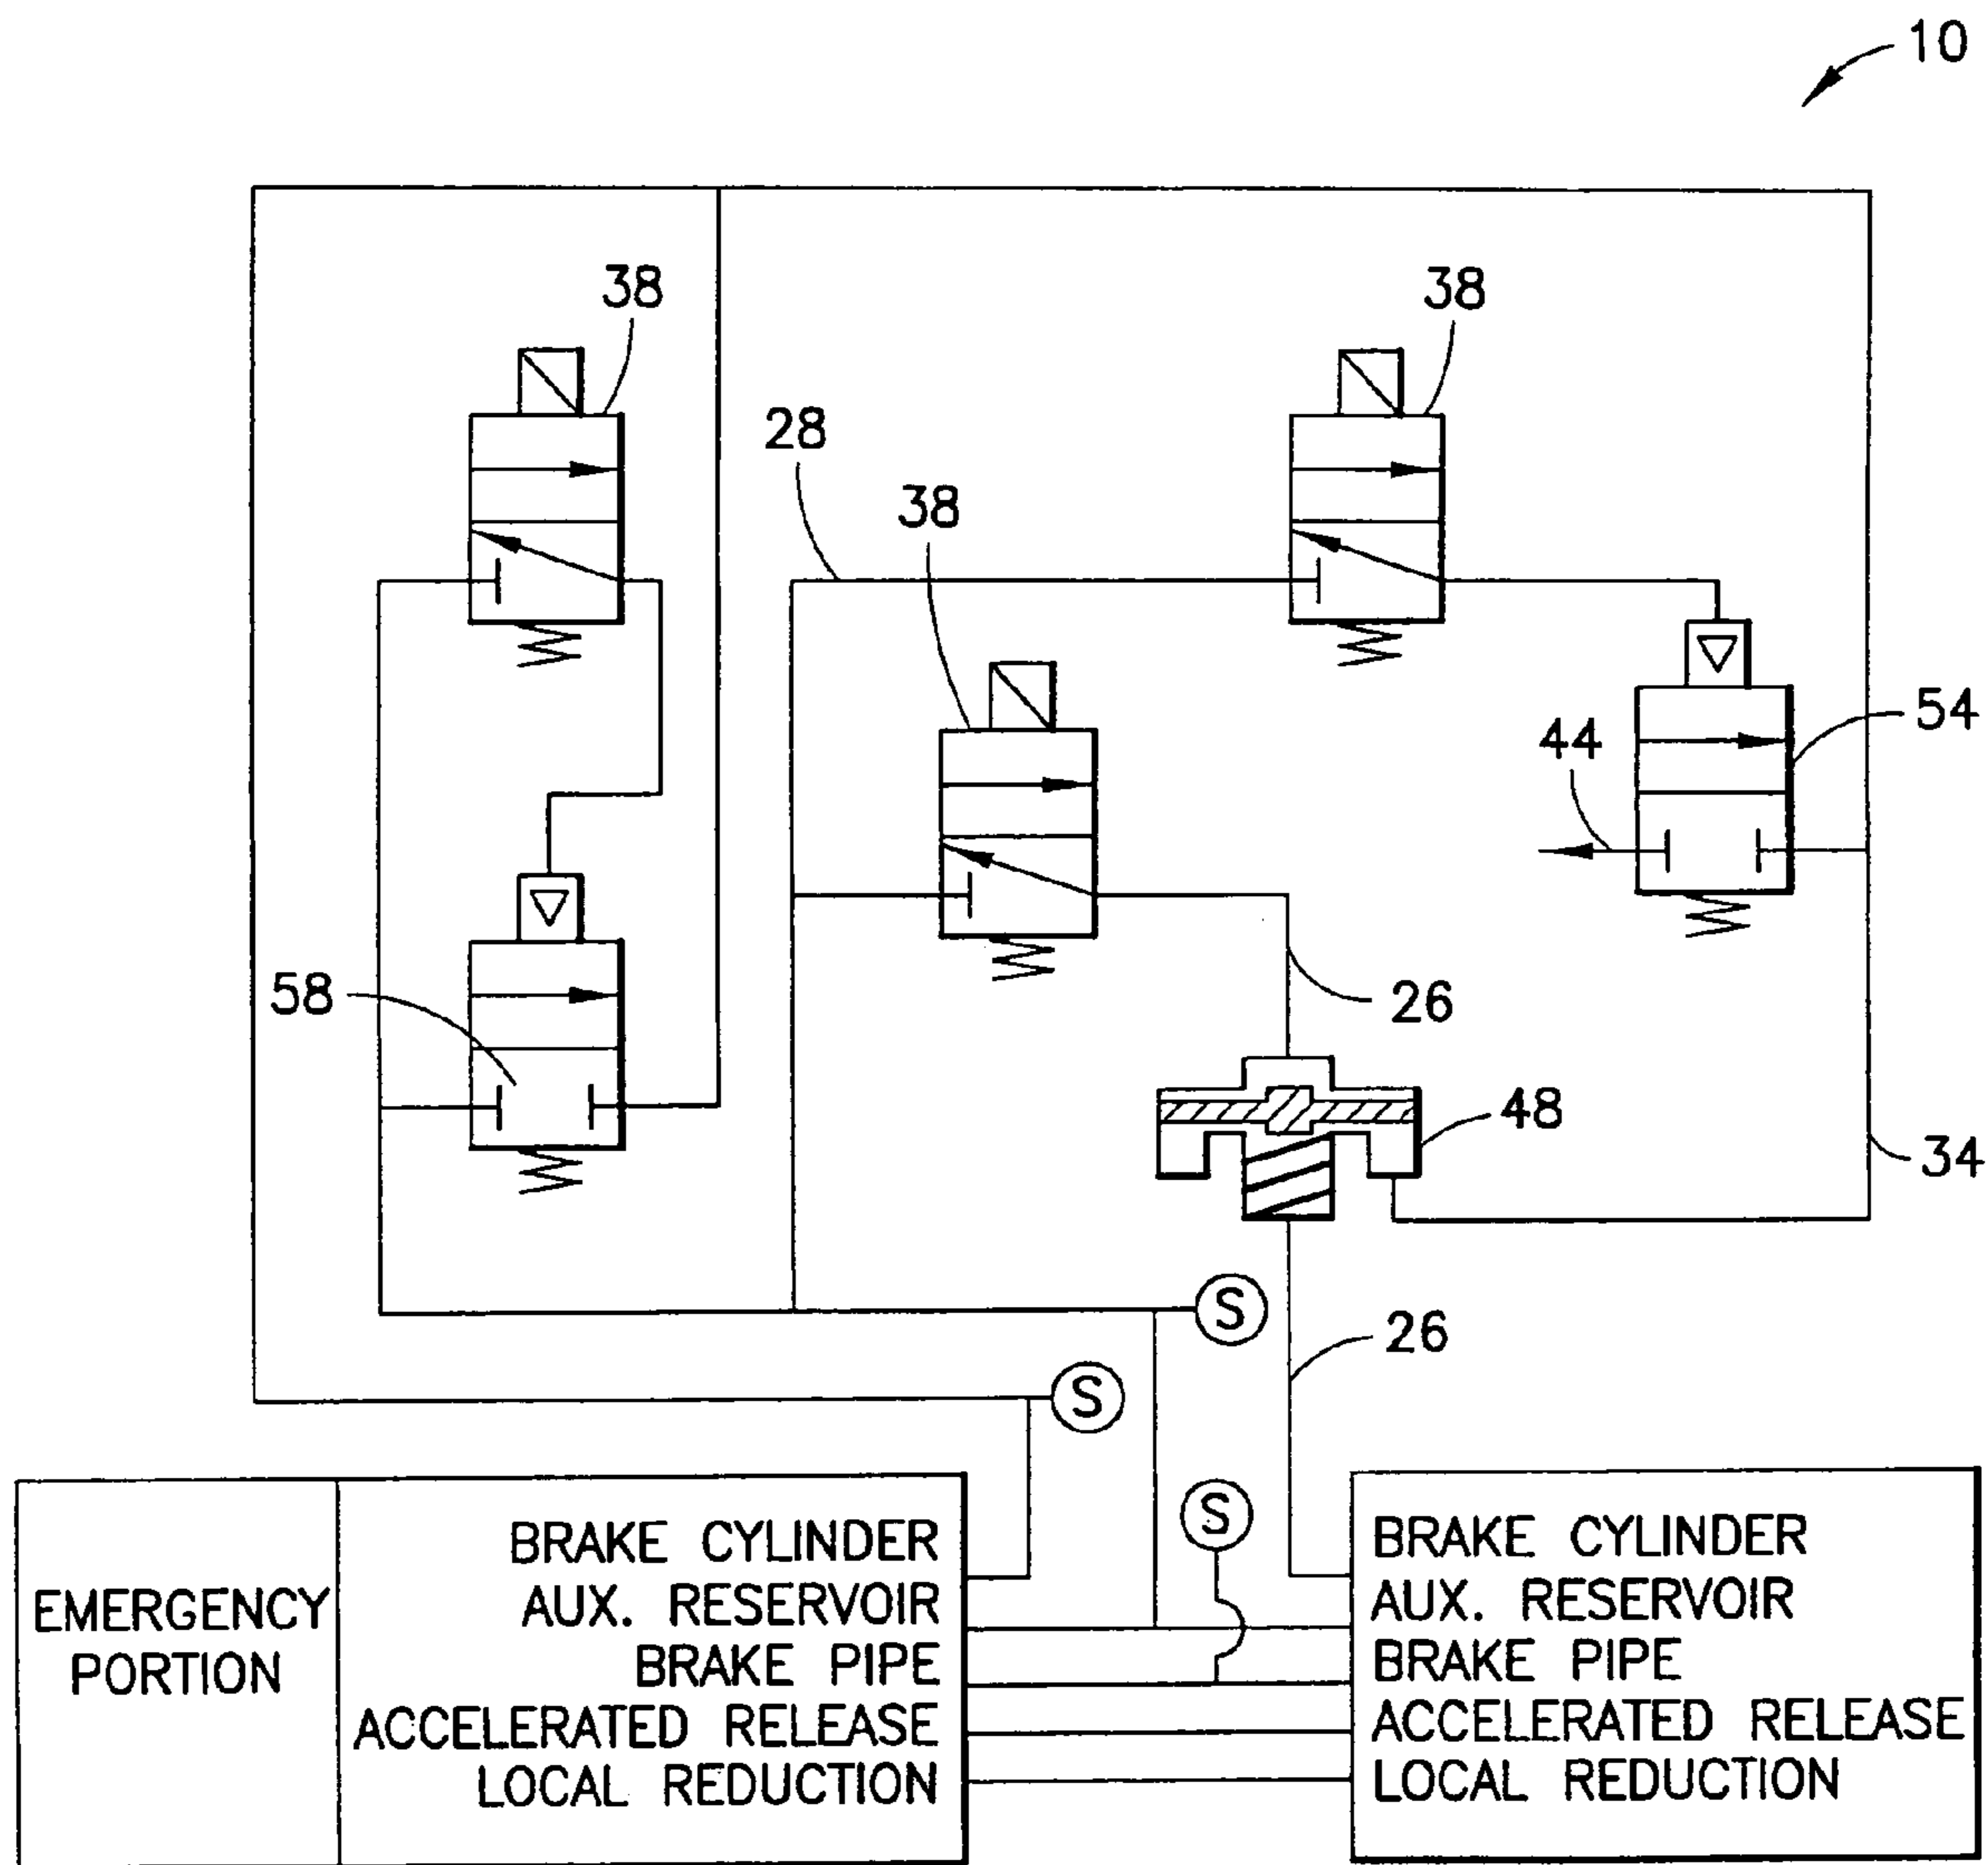 10
38
38
28
38
54
44
58
26
48
34
S
26
S
S
EMERGENCY
PORTION
BRAKE CYLINDER
AUX. RESERVOIR
BRAKE PIPE
ACCELERATED RELEASE
LOCAL REDUCTION
BRAKE CYLINDER
AUX. RESERVOIR
BRAKE PIPE
ACCELERATED RELEASE
LOCAL REDUCTION